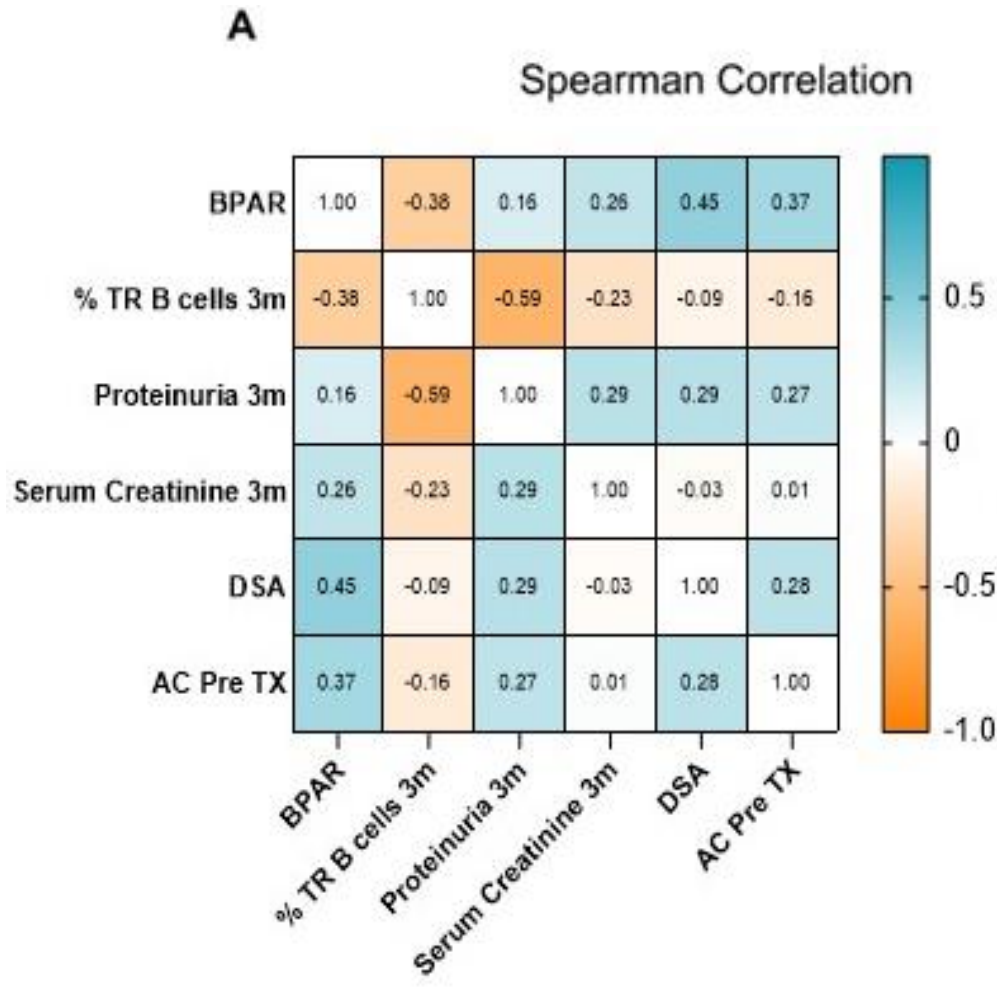 A
Spearman Correlation
BPAR 1.00 -0.38 0.16 0.26 0.45 0.37
% TR B cells 3m -0.38 1.00 -0.59 -0.23 -0.09 -0.16
Proteinuria 3m 0.16 -0.59 1.00 0.29 0.29 0.27
Serum Creatinine 3m 0.26 -0.23 0.29 1.00 -0.03 0.01
DSA 0.45 -0.09 0.29 -0.03 1.00 0.28
AC Pre TX 0.37 -0.16 0.27 0.01 0.28 1.00
BPAR
% TR B cells 3m
Proteinuria 3m
Serum Creatinine 3m
DSA
AC Pre TX
0.5
0
-0.5
-1.0